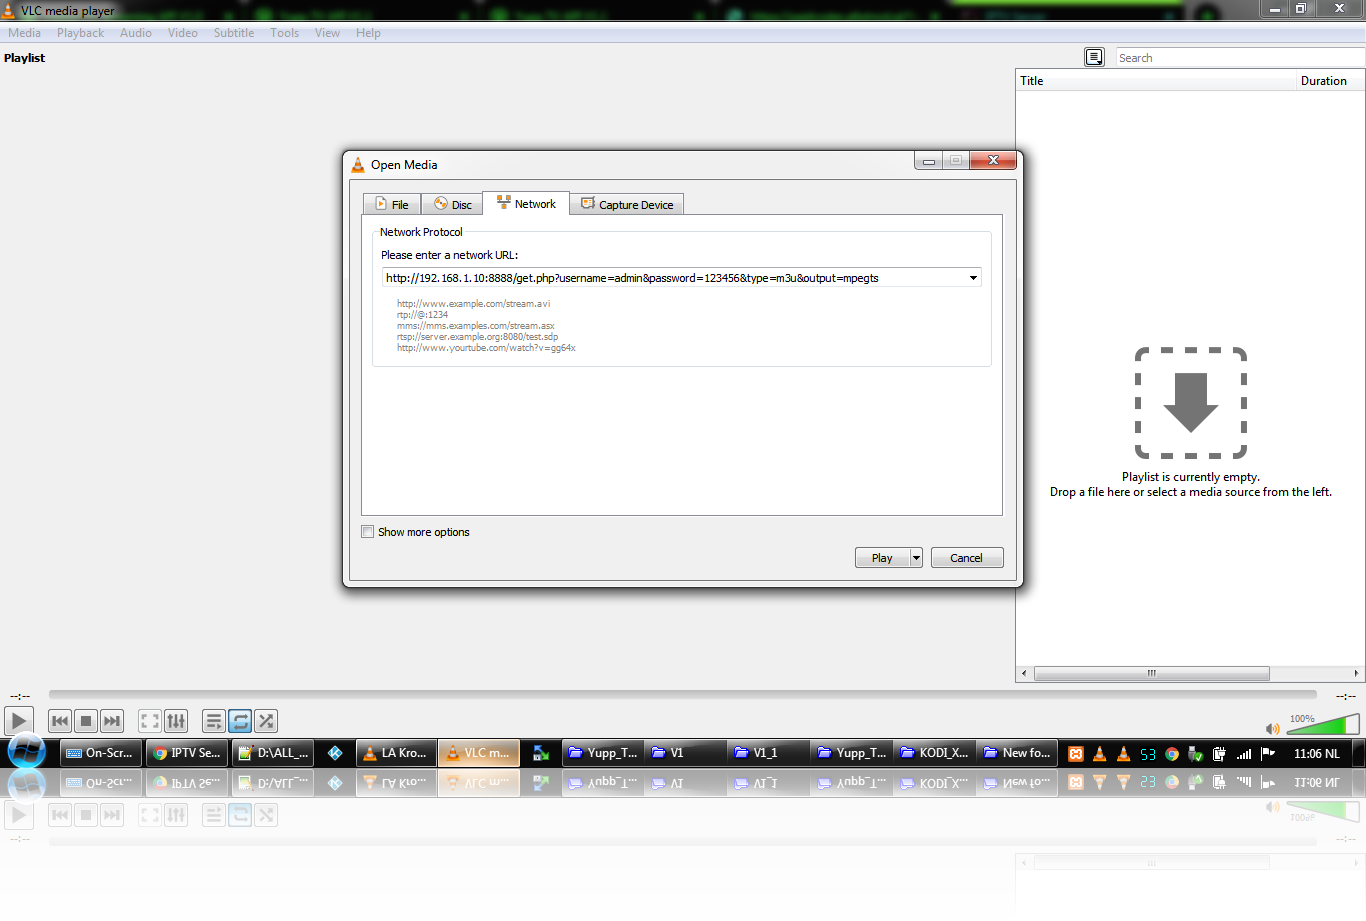 VLC media player
Media Playback Audio Video Subtitle Tools View Help
Playlist
Search
Title Duration
Open Media
File Disc Network Capture Device
Network Protocol
Please enter a network URL:
http://192.168.1.10:8888/get.php?username=admin&password=123456&type=m3u&output=mpegts
http://www.example.com/stream.avi
rtp://@:1234
mms://mms.examples.com/stream.asx
rtsp://server.example.org:8080/test.sdp
http://www.yourtube.com/watch?v=gg64x
Playlist is currently empty.
Drop a file here or select a media source from the left.
Show more options
Play Cancel
--:-- --:--
100%
On-Scr... IPTV Se... D:\ALL_... LA Kro... VLC m... Yupp_T... V1 V1_1 Yupp_T... KODI_X... New fo... 53 11:06 NL